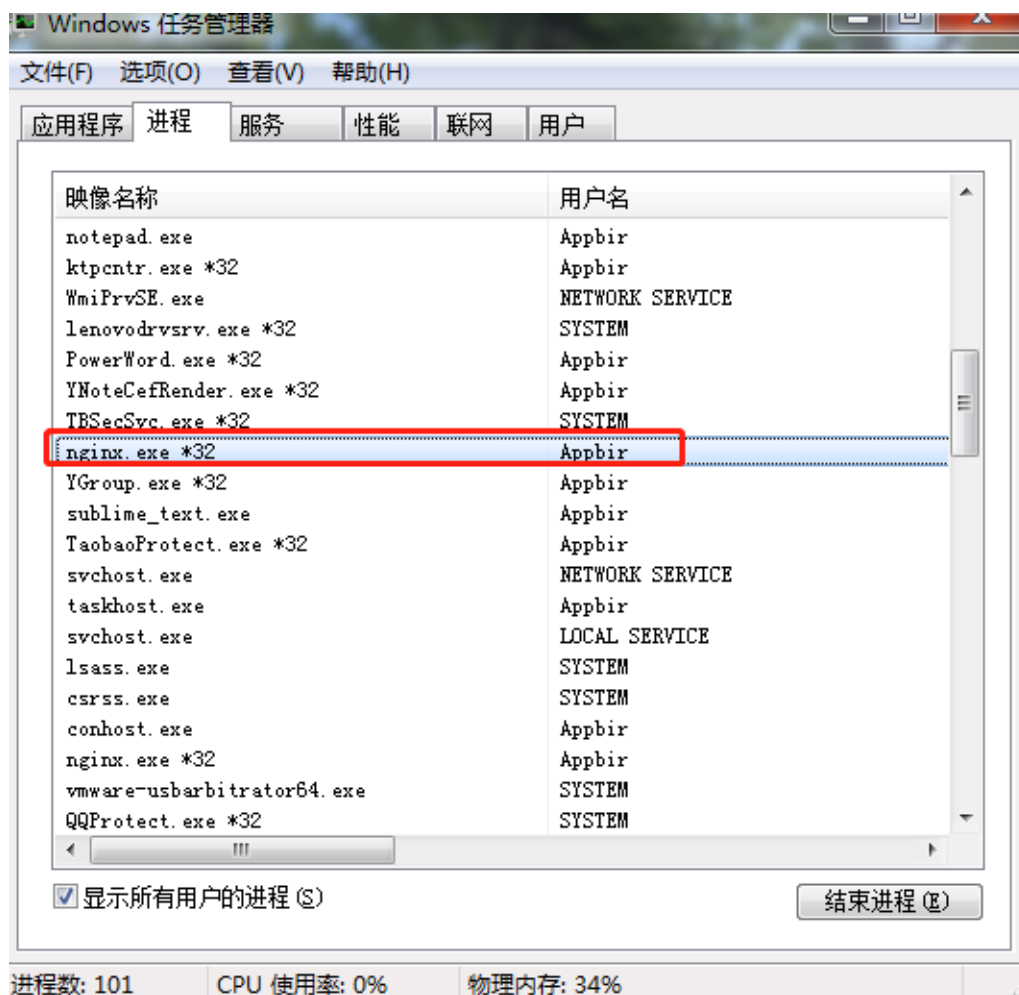 Windows 任务管理器
文件(F) 选项(O) 查看(V) 帮助(H)
应用程序 进程 服务 性能 联网 用户
映像名称 用户名
notepad.exe Appbir
ktpcntr.exe *32 Appbir
WmiPrvSE.exe NETWORK SERVICE
lenovodrvsrv.exe *32 SYSTEM
PowerWord.exe *32 Appbir
YNoteCefRender.exe *32 Appbir
TBSecSvc.exe *32 SYSTEM
nginx.exe *32 Appbir
YGroup.exe *32 Appbir
sublime_text.exe Appbir
TaobaoProtect.exe *32 Appbir
svchost.exe NETWORK SERVICE
taskhost.exe Appbir
svchost.exe LOCAL SERVICE
lsass.exe SYSTEM
csrss.exe SYSTEM
conhost.exe Appbir
nginx.exe *32 Appbir
vmware-usbarbitrator64.exe SYSTEM
QQProtect.exe *32 SYSTEM
显示所有用户的进程(S) 结束进程(E)
进程数: 101 CPU 使用率: 0% 物理内存: 34%